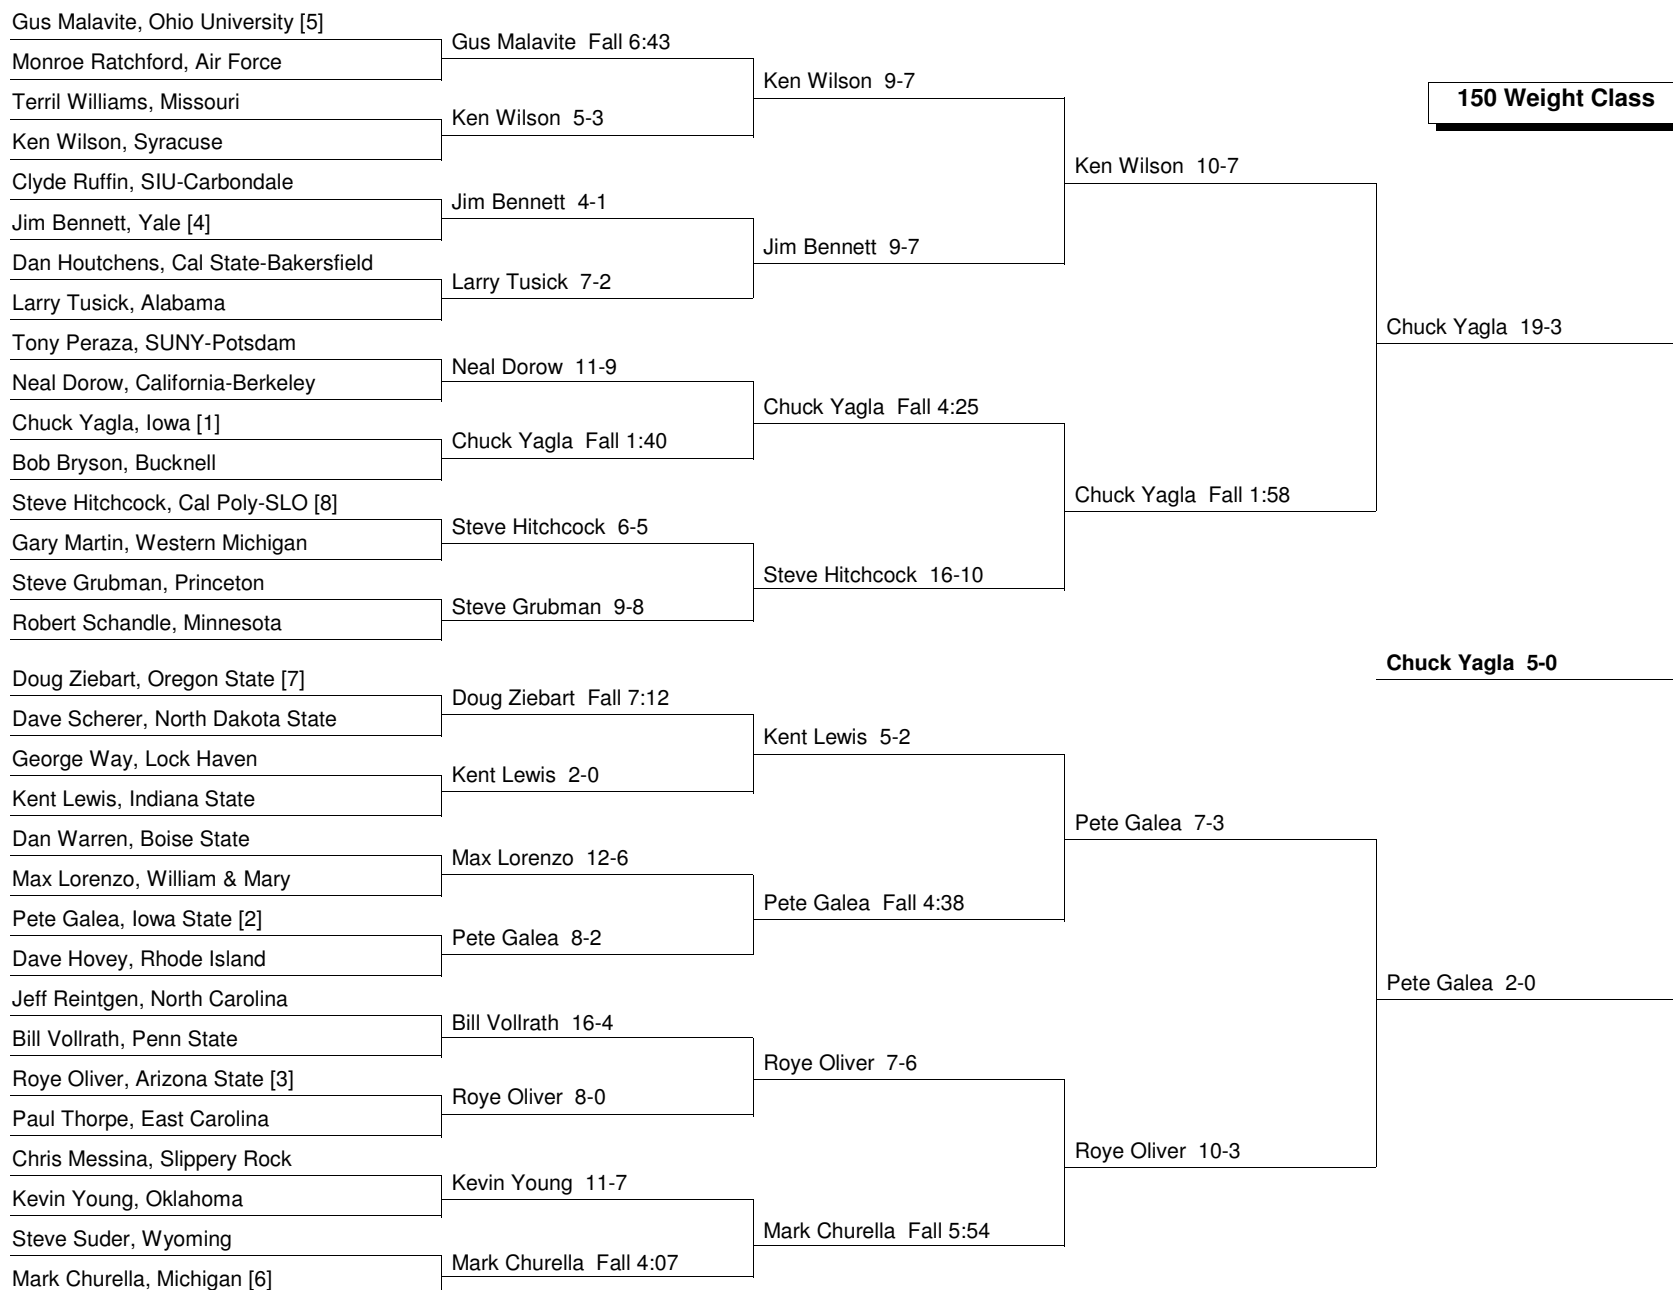 Gus Malavite, Ohio University [5]
Monroe Ratchford, Air Force
Terril Williams, Missouri
Ken Wilson, Syracuse
Clyde Ruffin, SIU-Carbondale
Jim Bennett, Yale [4]
Dan Houtchens, Cal State-Bakersfield
Larry Tusick, Alabama
Tony Peraza, SUNY-Potsdam
Neal Dorow, California-Berkeley
Chuck Yagla, Iowa [1]
Bob Bryson, Bucknell
Steve Hitchcock, Cal Poly-SLO [8]
Gary Martin, Western Michigan
Steve Grubman, Princeton
Robert Schandle, Minnesota
Doug Ziebart, Oregon State [7]
Dave Scherer, North Dakota State
George Way, Lock Haven
Kent Lewis, Indiana State
Dan Warren, Boise State
Max Lorenzo, William & Mary
Pete Galea, Iowa State [2]
Dave Hovey, Rhode Island
Jeff Reintgen, North Carolina
Bill Vollrath, Penn State
Roye Oliver, Arizona State [3]
Paul Thorpe, East Carolina
Chris Messina, Slippery Rock
Kevin Young, Oklahoma
Steve Suder, Wyoming
Mark Churella, Michigan [6]
Gus Malavite Fall 6:43
Ken Wilson 5-3
Jim Bennett 4-1
Larry Tusick 7-2
Neal Dorow 11-9
Chuck Yagla Fall 1:40
Steve Hitchcock 6-5
Steve Grubman 9-8
Doug Ziebart Fall 7:12
Kent Lewis 2-0
Max Lorenzo 12-6
Pete Galea 8-2
Bill Vollrath 16-4
Roye Oliver 8-0
Kevin Young 11-7
Mark Churella Fall 4:07
Ken Wilson 9-7
Jim Bennett 9-7
Chuck Yagla Fall 4:25
Steve Hitchcock 16-10
Kent Lewis 5-2
Pete Galea Fall 4:38
Roye Oliver 7-6
Mark Churella Fall 5:54
Ken Wilson 10-7
Chuck Yagla Fall 1:58
Pete Galea 7-3
Roye Oliver 10-3
150 Weight Class
Chuck Yagla 19-3
Chuck Yagla 5-0
Pete Galea 2-0